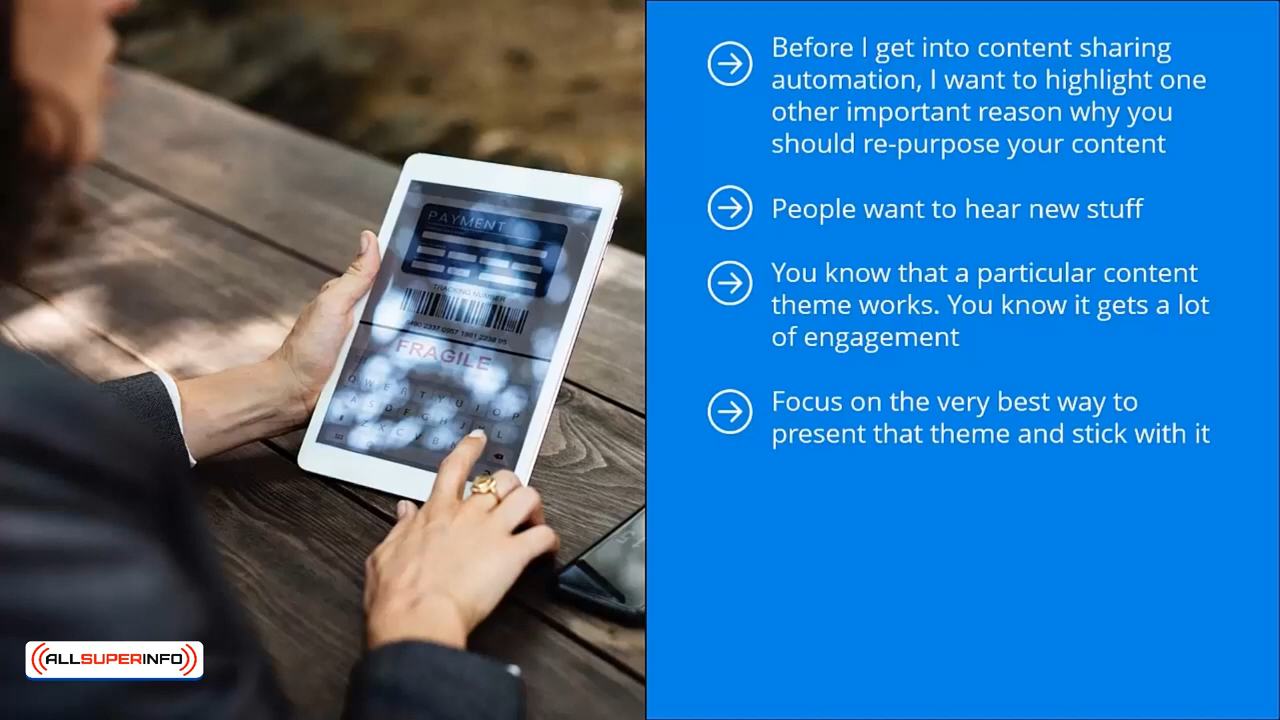 Before I get into content sharing
automation, I want to highlight one
other important reason why you
should re-purpose your content
People want to hear new stuff
You know that a particular content
theme works. You know it gets a lot
of engagement
Focus on the very best way to
present that theme and stick with it
PAYMENT
TRACKING NUMBER
FRAGILE
Q W E R T Y U I O P
ALLSUPERINFO